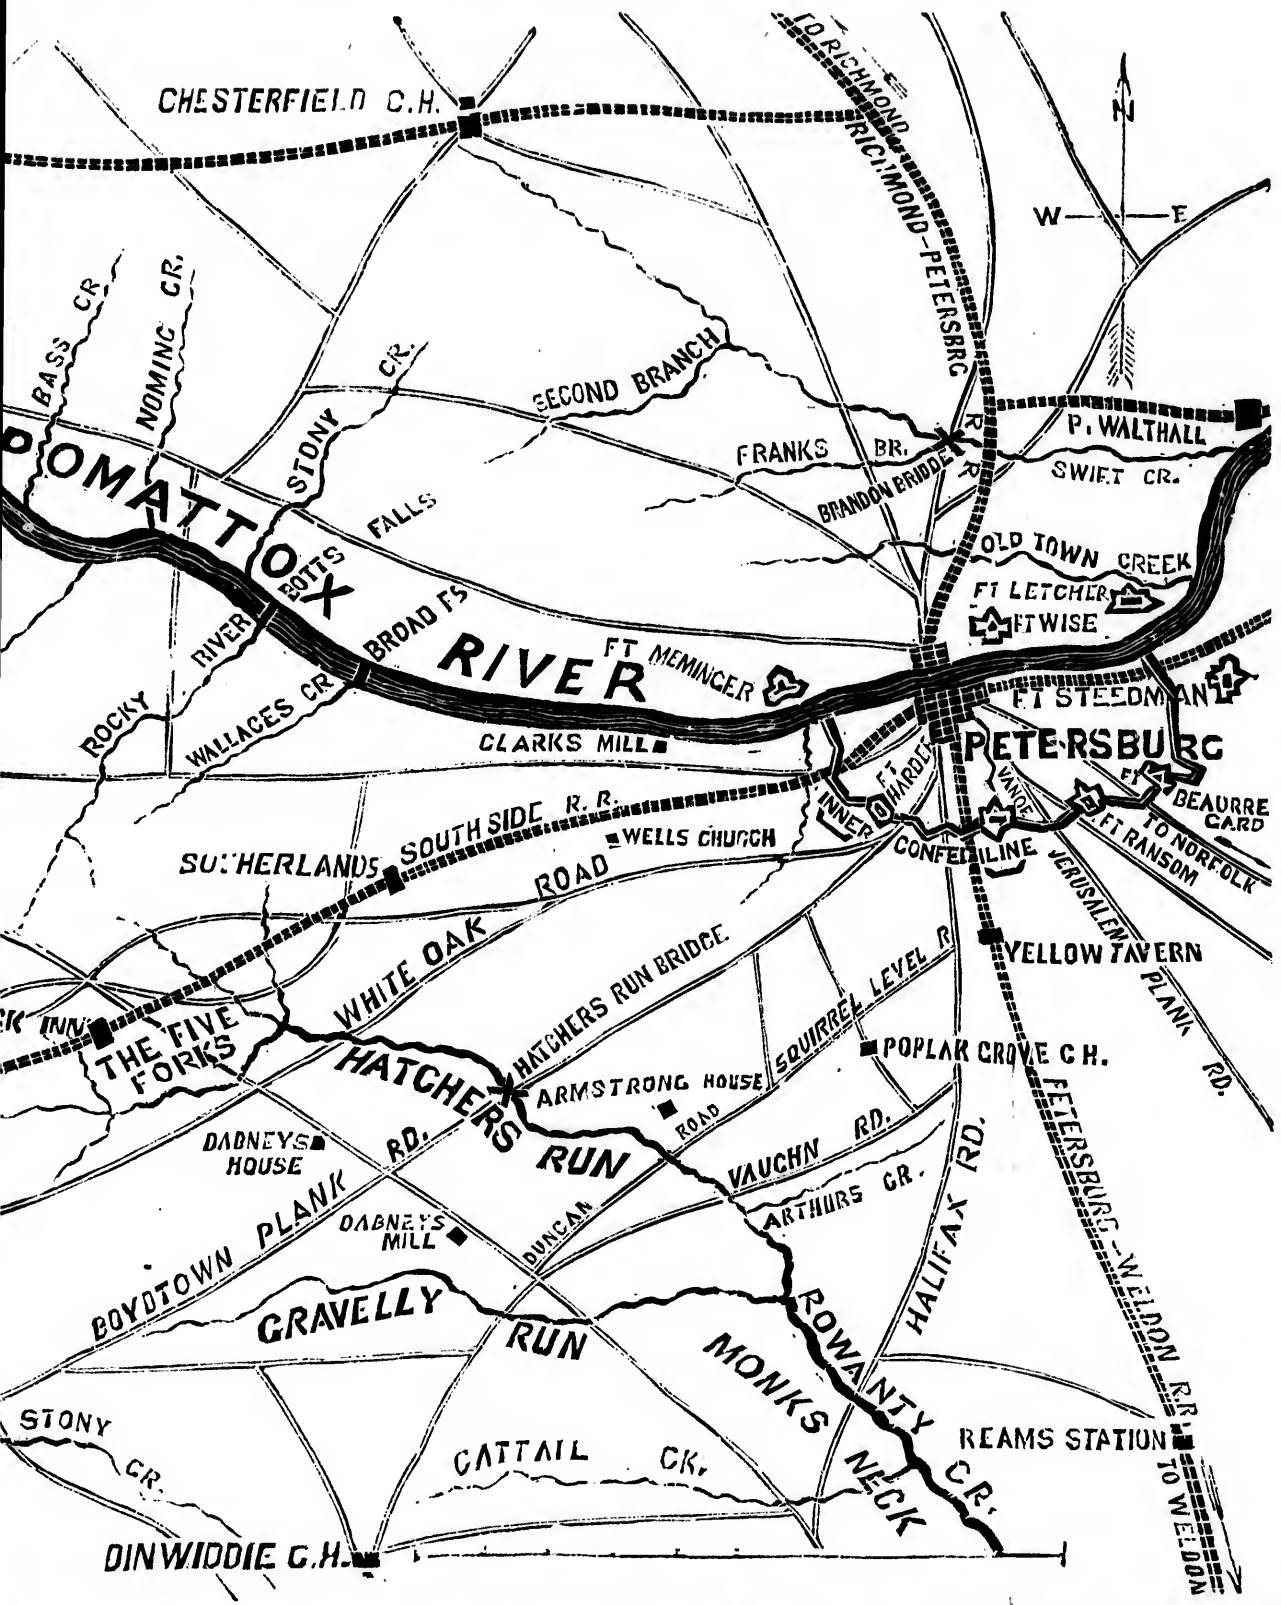 TO RICHMOND
CHESTERFIELD C.H.
RICHMOND-PETERSBRG
R R
N
W E
BASS CR
NOMING CR.
STONY CR.
SECOND BRANCH
FRANKS BR.
BRANDON BRIDGE
P. WALTHALL
SWIFT CR.
POMATTOX RIVER
BOTTS FALLS
BROAD FS
OLD TOWN CREEK
FT LETCHER
FT WISE
FT MEMINGER
FT STEEDMAN
ROCKY RIVER
WALLACES CR
CLARKS MILL
PETERSBURG
FT HARDEE
FT BEAURREGARD
INNER CONFED LINE
FT RANSOM
TO NORFOLK
JERUSALEM PLANK RD.
SOUTH SIDE R.R.
WELLS CHURCH
SUTHERLANDS
WHITE OAK ROAD
YELLOW TAVERN
HATCHERS RUN BRIDGE
SQUIRREL LEVEL R
CK INN
THE FIVE FORKS
POPLAR GROVE CH.
HATCHERS RUN
ARMSTRONG HOUSE
DABNEYS HOUSE
BOYDTOWN PLANK RD.
DUNCAN ROAD
VAUGHN RD.
ARTHURS CR.
DABNEYS MILL
HALIFAX RD.
PETERSBURG-WELDON R.R
GRAVELLY RUN
ROWANTY CR.
MONKS NECK
STONY CR.
CATTAIL CK.
REAMS STATION
TO WELDON
DINWIDDIE C.H.